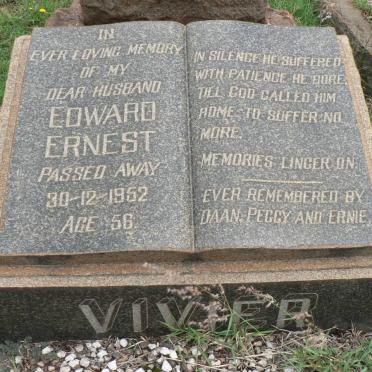 IN
EVER LOVING MEMORY
OF MY
DEAR HUSBAND
EDWARD
ERNEST
PASSED AWAY
30-12-1952
AGE 56
IN SILENCE HE SUFFERED
WITH PATIENCE HE BORE,
TILL GOD CALLED HIM
HOME TO SUFFER NO
MORE.
MEMORIES LINGER ON
EVER REMEMBERED BY
DAAN, PEGGY AND ERNIE
VIVIER